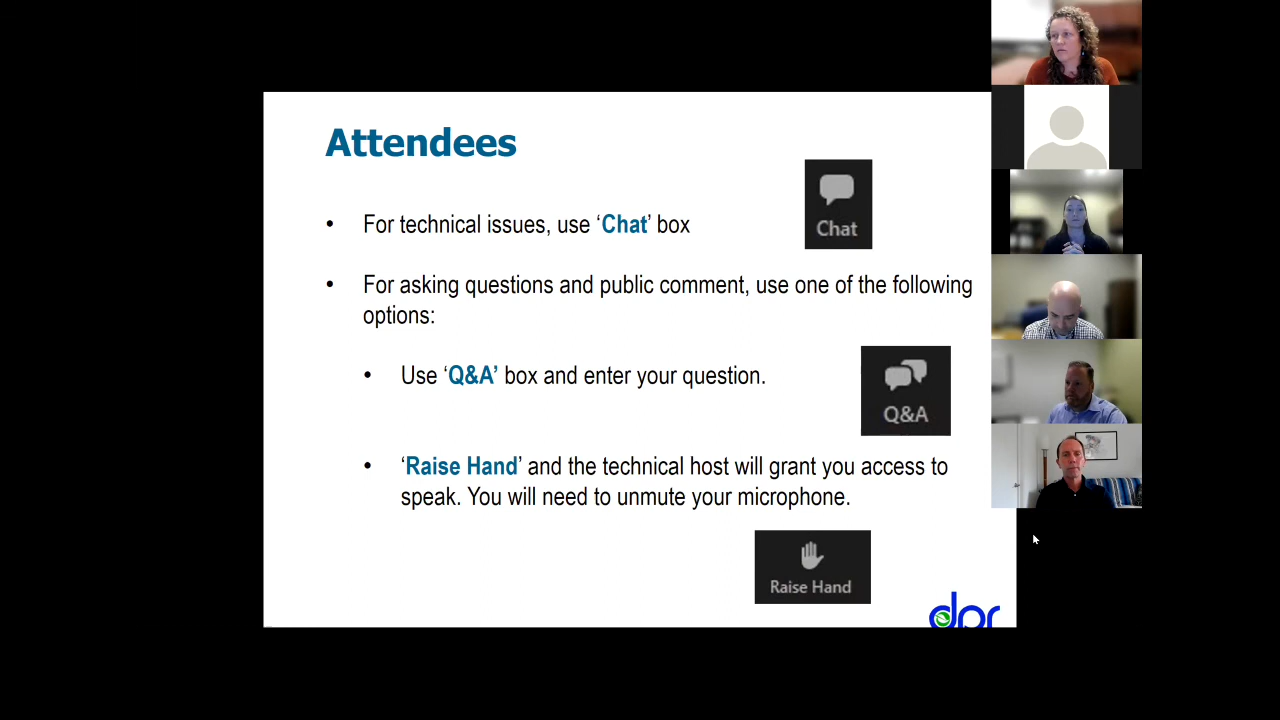 Attendees
• For technical issues, use ‘Chat’ box
Chat
• For asking questions and public comment, use one of the following
options:
• Use ‘Q&A’ box and enter your question.
Q&A
• ‘Raise Hand’ and the technical host will grant you access to
speak. You will need to unmute your microphone.
Raise Hand
dpr